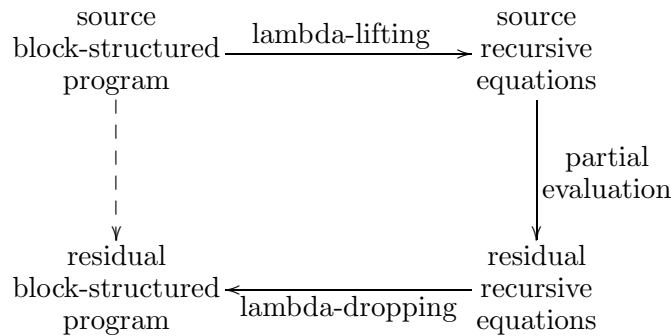 source
block-structured
program
lambda-lifting
source
recursive
equations
partial
evaluation
residual
block-structured
program
lambda-dropping
residual
recursive
equations